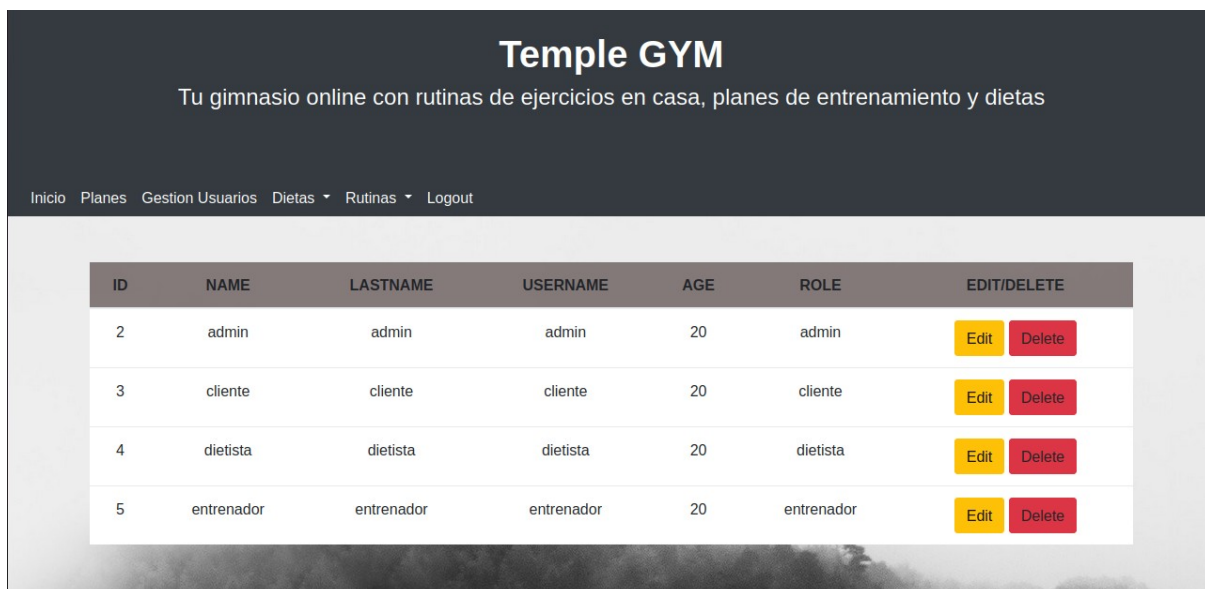 Temple GYM
Tu gimnasio online con rutinas de ejercicios en casa, planes de entrenamiento y dietas
Inicio Planes Gestion Usuarios Dietas Rutinas Logout
ID NAME LASTNAME USERNAME AGE ROLE EDIT/DELETE
2 admin admin admin 20 admin Edit Delete
3 cliente cliente cliente 20 cliente Edit Delete
4 dietista dietista dietista 20 dietista Edit Delete
5 entrenador entrenador entrenador 20 entrenador Edit Delete